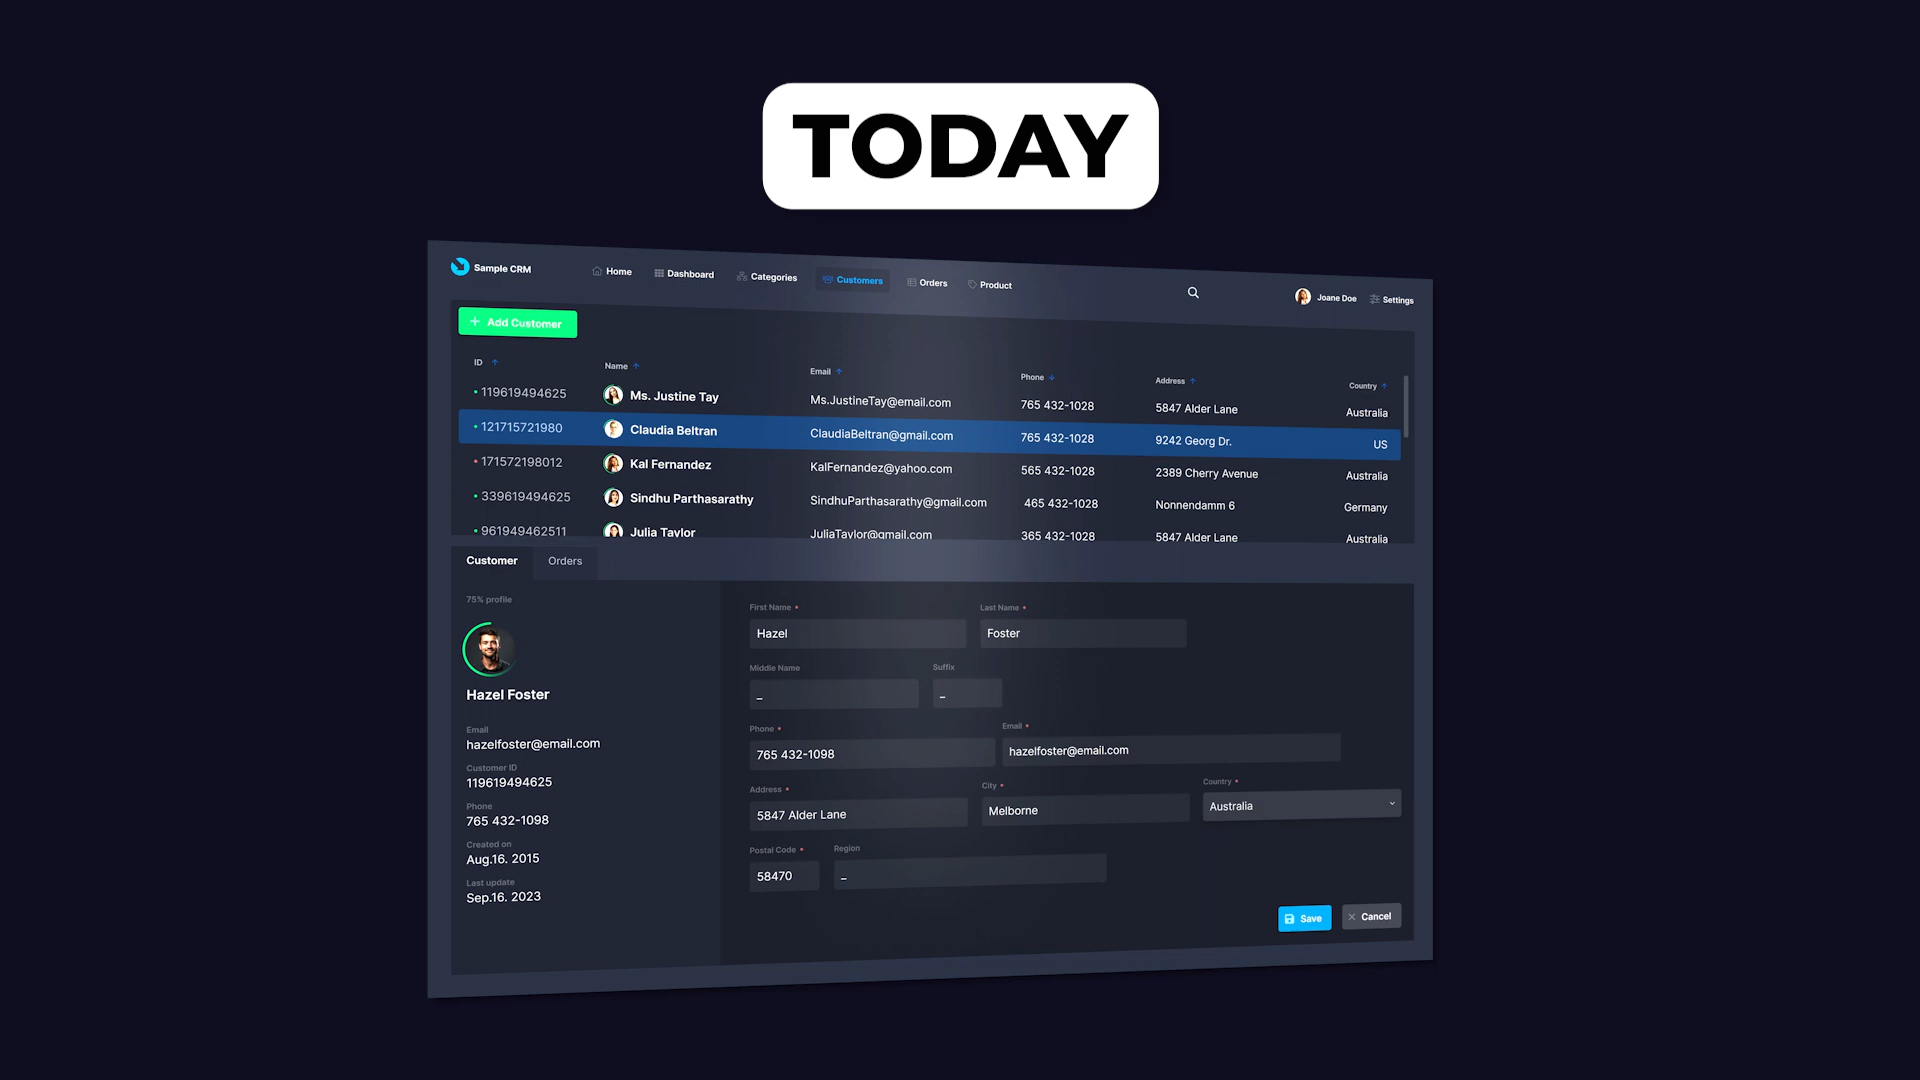 TODAY
Sample CRM Home Dashboard Categories Customers Orders Product Joane Doe Settings
+ Add Customer
ID Name Email Phone Address Country
119619494625 Ms. Justine Tay Ms.JustineTay@email.com 765 432-1028 5847 Alder Lane Australia
121715721980 Claudia Beltran ClaudiaBeltran@gmail.com 765 432-1028 9242 Georg Dr. US
171572198012 Kal Fernandez KalFernandez@yahoo.com 565 432-1028 2389 Cherry Avenue Australia
339619494625 Sindhu Parthasarathy SindhuParthasarathy@gmail.com 465 432-1028 Nonnendamm 6 Germany
961949462511 Julia Taylor JuliaTaylor@gmail.com 365 432-1028 5847 Alder Lane Australia
Customer Orders
75% profile
Hazel Foster
Email
hazelfoster@email.com
Customer ID
119619494625
Phone
765 432-1098
Created on
Aug.16. 2015
Last update
Sep.16. 2023
First Name • Last Name •
Hazel Foster
Middle Name Suffix
_ _
Phone • Email •
765 432-1098 hazelfoster@email.com
Address • City • Country •
5847 Alder Lane Melborne Australia
Postal Code • Region
58470 _
Save Cancel